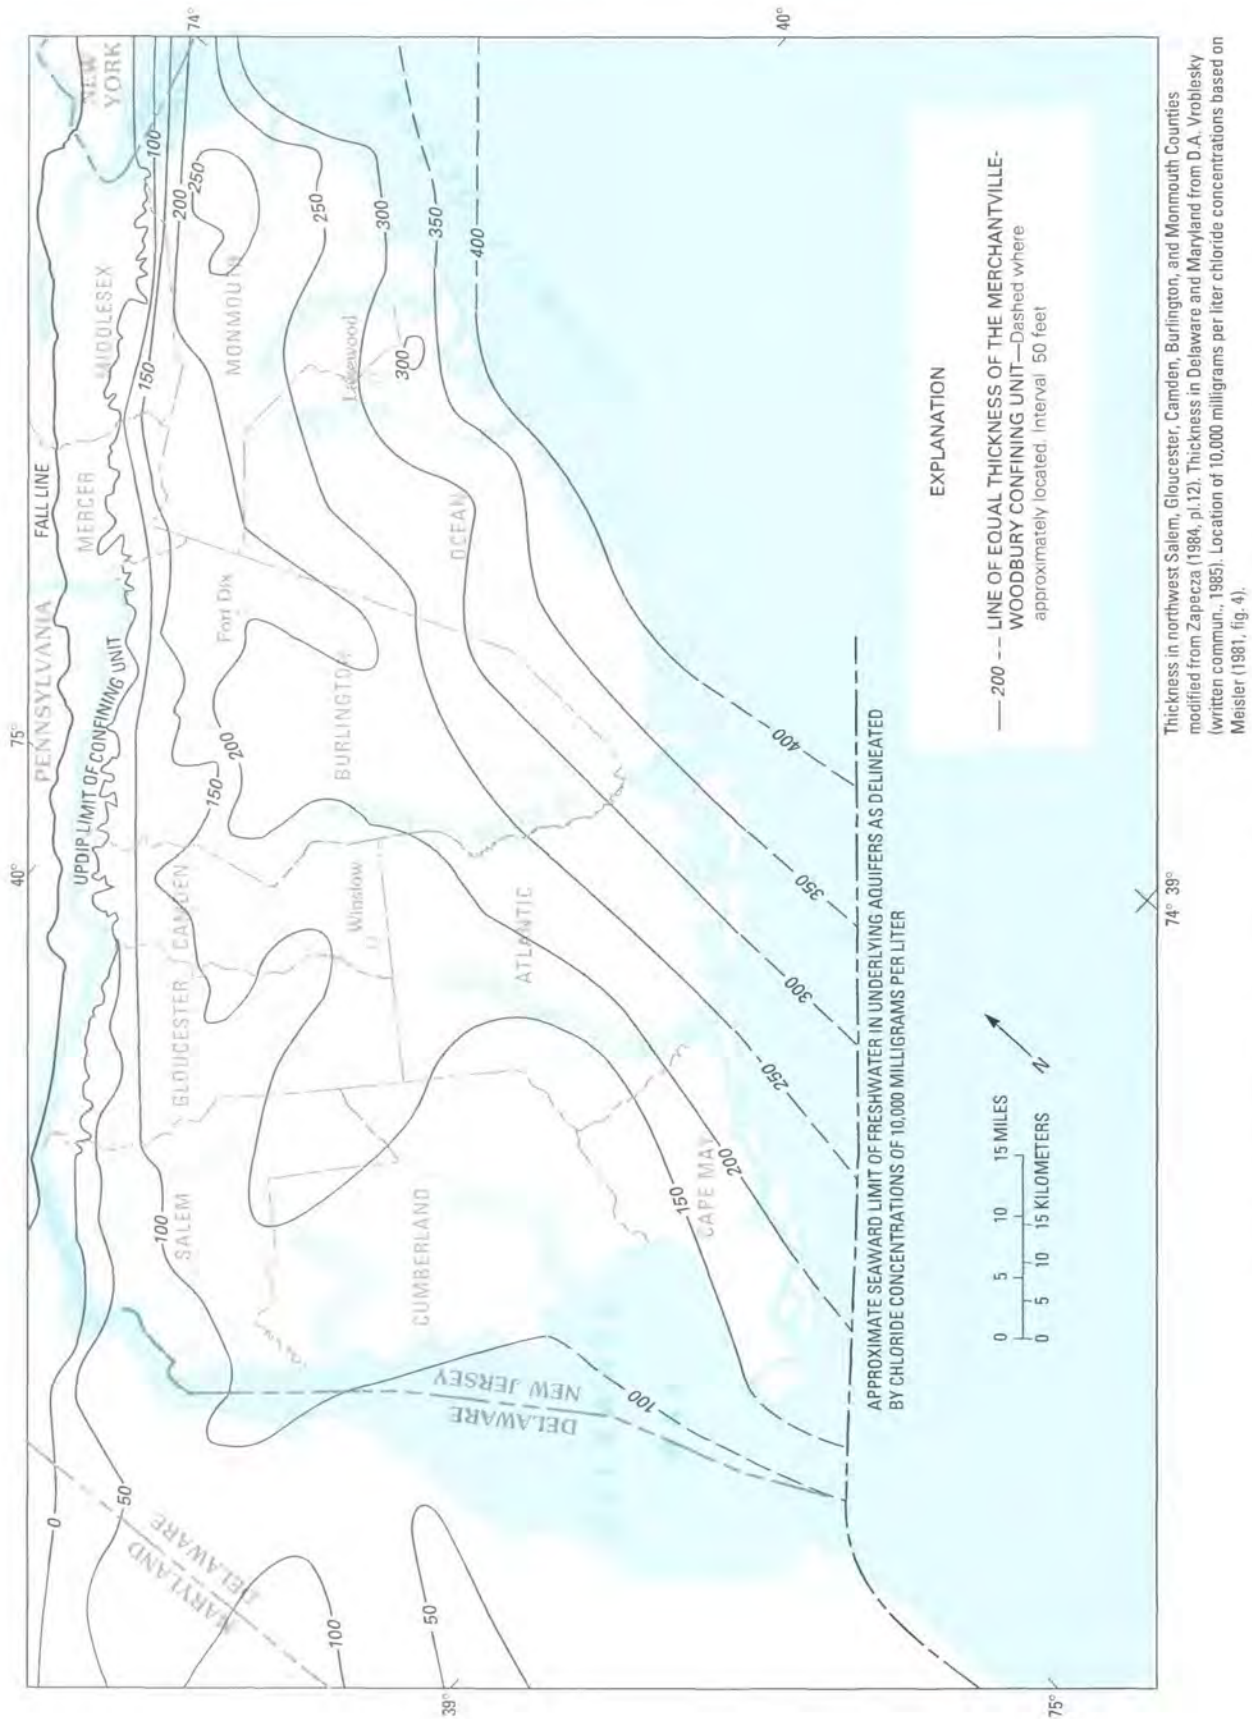 40°
75°
74°
PENNSYLVANIA
FALL LINE
NEW
YORK
UPDIP LIMIT OF CONFINING UNIT
MERCER
MIDDLESEX
MONMOUTH
Lakewood
Fort Dix
OCEAN
BURLINGTON
CAMDEN
GLOUCESTER
Winslow
ATLANTIC
SALEM
CUMBERLAND
CAPE MAY
NEW JERSEY
DELAWARE
MARYLAND
DELAWARE
0
50
100
50
100
100
150
200
150
200
150
100
200
250
250
300
300
350
400
400
350
300
250
200
150
100
39°
75°
74° 39°
40°
APPROXIMATE SEAWARD LIMIT OF FRESHWATER IN UNDERLYING AQUIFERS AS DELINEATED
BY CHLORIDE CONCENTRATIONS OF 10,000 MILLIGRAMS PER LITER
0 5 10 15 MILES
0 5 10 15 KILOMETERS
N
EXPLANATION
200 LINE OF EQUAL THICKNESS OF THE MERCHANTVILLE-
WOODBURY CONFINING UNIT—Dashed where
approximately located. Interval 50 feet
Thickness in northwest Salem, Gloucester, Camden, Burlington, and Monmouth Counties
modified from Zapecza (1984, pl.12). Thickness in Delaware and Maryland from D.A. Vroblesky
(written commun., 1985). Location of 10,000 milligrams per liter chloride concentrations based on
Meisler (1981, fig. 4).